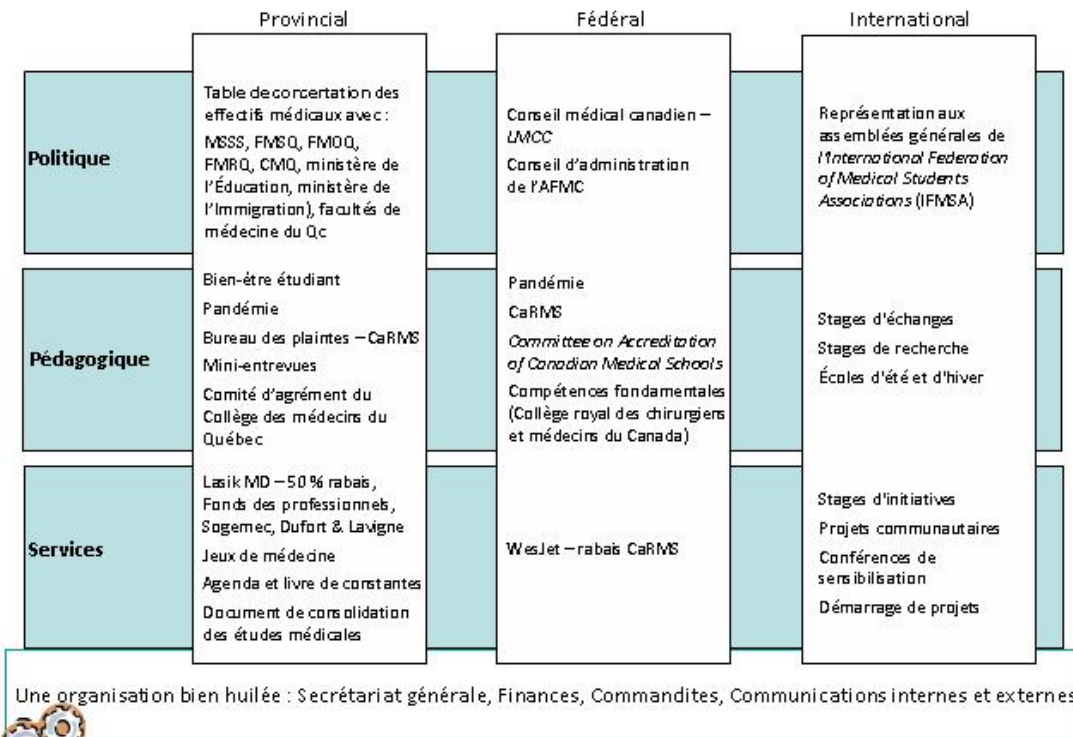 Provincial
Fédéral
International
Politique
Table de corcertation des
effectifs médicaux avec :
MSSS, FMSQ, FMOQ,
FMRQ, CMQ, ministère de
l'Éducation, ministère de
l'Immigration), facultés de
médecine du Qc
Conseil médical canadien –
LMCC
Conseil d'administration
de l'AFMC
Représentation aux
assemblées générales de
l'International Federation
of Medical Students
Associations (IFMSA)
Pédagogique
Bien-être étudiant
Pandémie
Bureau des plaintes – CaRMS
Mini-entrevues
Comité d'agrément du
Collège des médecins du
Québec
Pandémie
CaRMS
Committee on Accreditation
of Canadian Medical Schools
Compétences fondamentales
(Collège royal des chirurgiens
et médecins du Canada)
Stages d'échanges
Stages de recherche
Écoles d'été et d'hiver
Services
Lasik MD – 50 % rabais,
Fonds des professionnels,
Sogemec, Dufort & Lavigne
Jeux de médecine
Agenda et livre de constantes
Document de consolidation
des études médicales
WesJet – rabais CaRMS
Stages d'initiatives
Projets communautaires
Conférences de
sensibilisation
Démarrage de projets
Une organisation bien huilée : Secrétariat générale, Finances, Commandites, Communications internes et externes